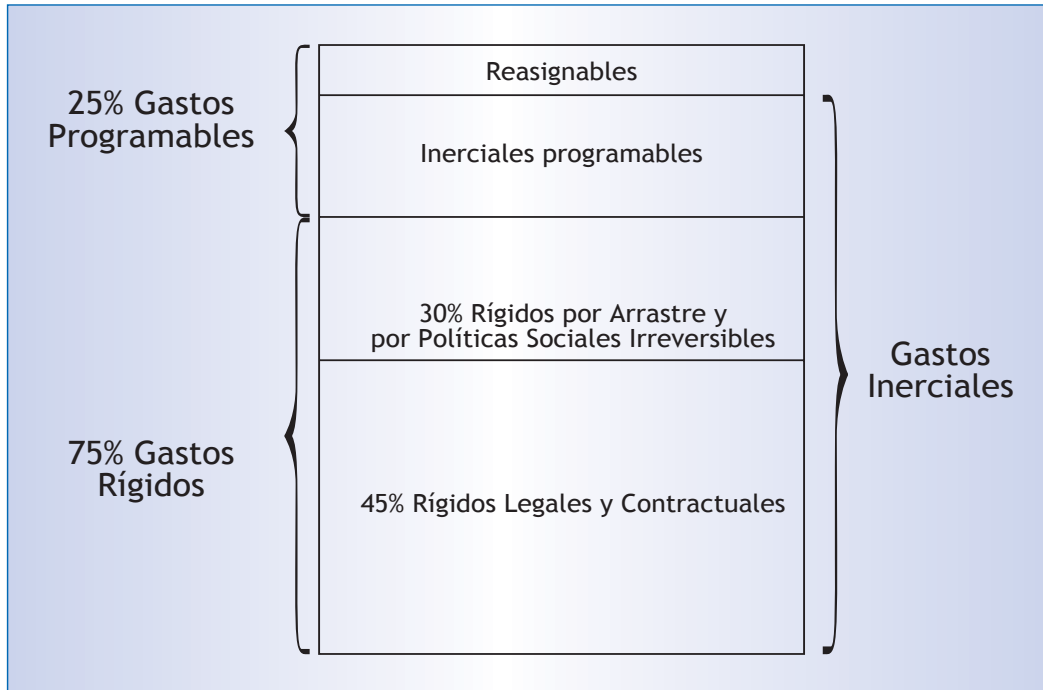 25% Gastos
Programables
Reasignables
Inerciales programables
30% Rígidos por Arrastre y
por Políticas Sociales Irreversibles
75% Gastos
Rígidos
45% Rígidos Legales y Contractuales
Gastos
Inerciales